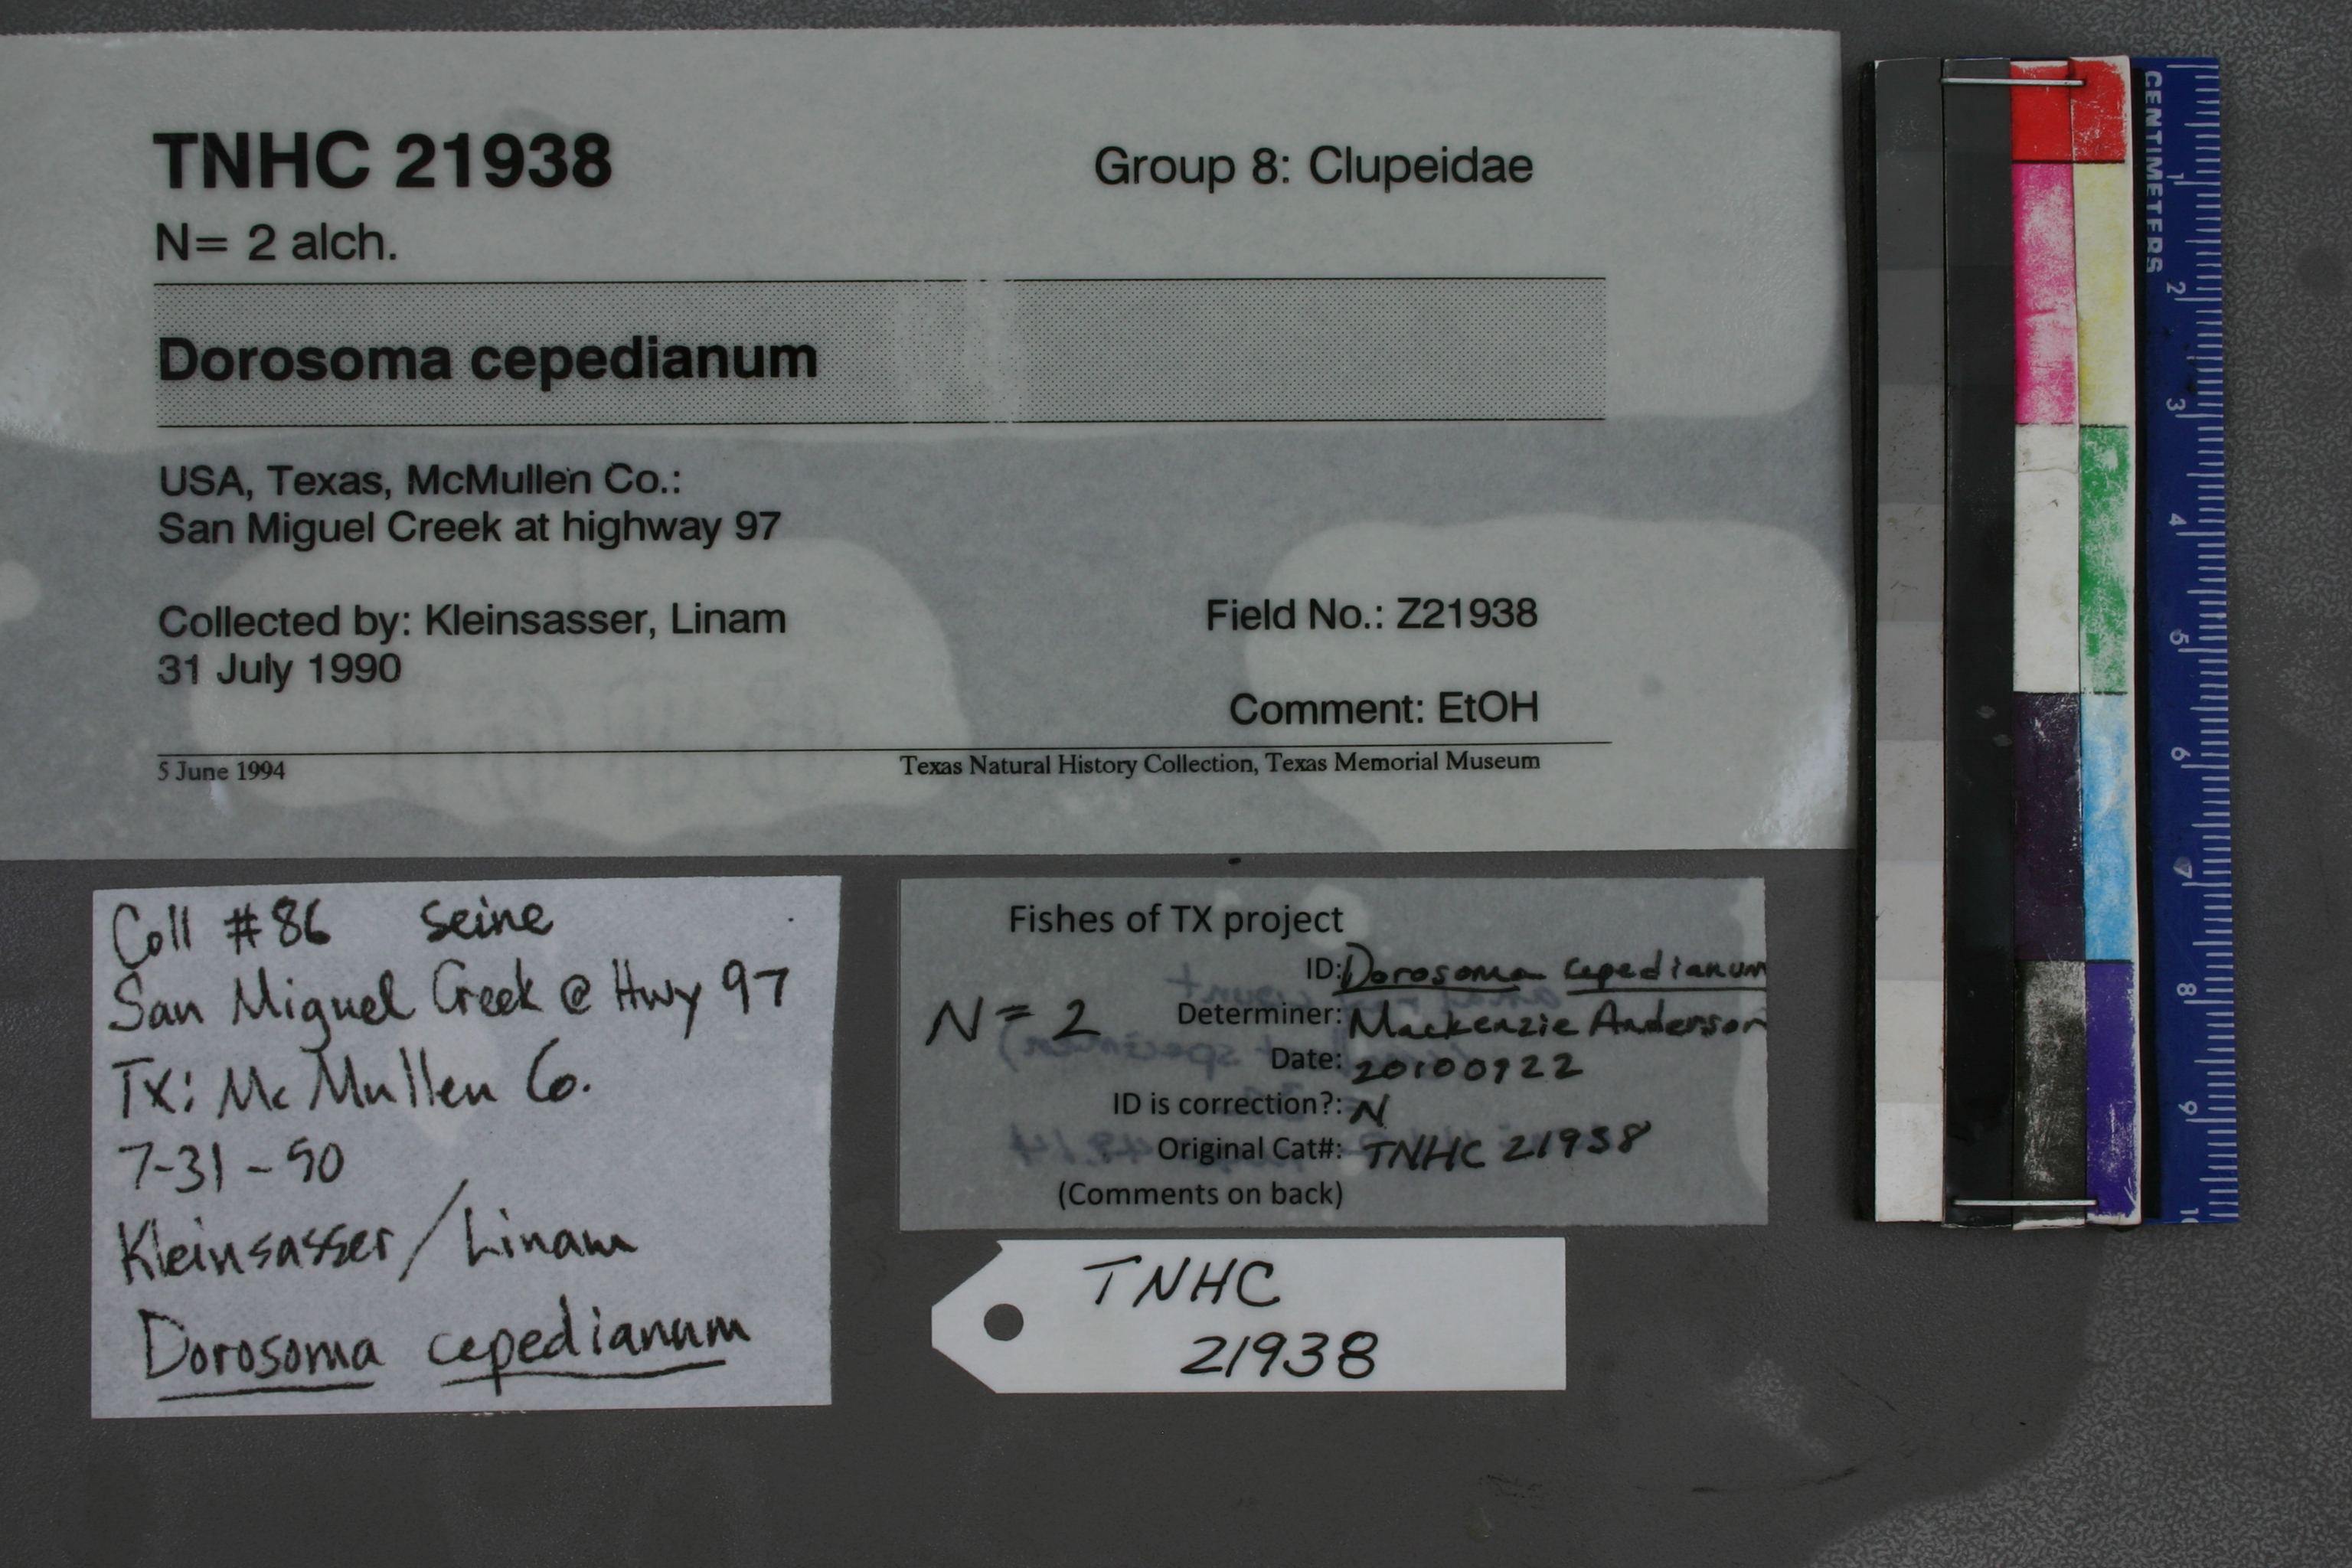 TNHC 21938
Group 8: Clupeidae
N= 2 alch.
Dorosoma cepedianum
USA, Texas, McMullen Co.:
San Miguel Creek at highway 97
Collected by: Kleinsasser, Linam
Field No.: Z21938
31 July 1990
Comment: EtOH
5 June 1994
Texas Natural History Collection, Texas Memorial Museum
Coll #86 seine
San Miguel Creek @ Hwy 97
TX: McMullen Co.
7-31-90
Kleinsasser/Linam
Dorosoma cepedianum
Fishes of TX project
ID: Dorosoma cepedianum
N = 2
Determiner: Mackenzie Anderson
Date: 20100922
ID is correction?: N
Original Cat#: TNHC 21938
(Comments on back)
TNHC
21938
CENTIMETERS
1
2
3
4
5
6
7
8
9